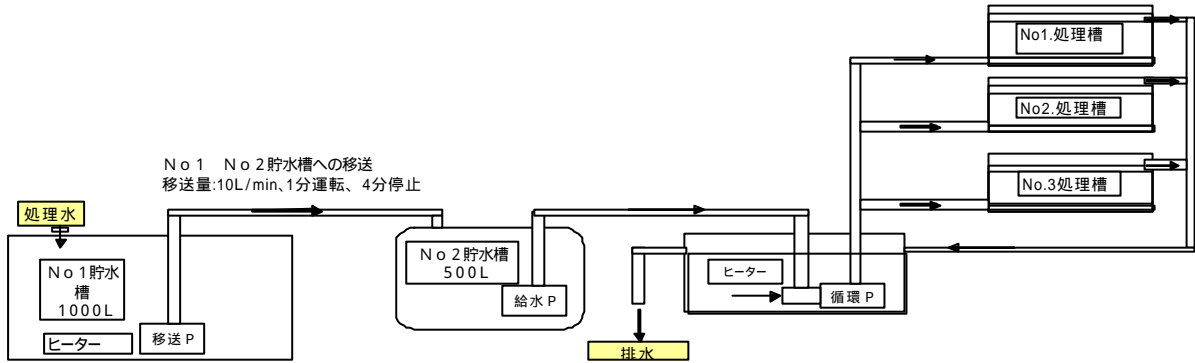 No1.処理槽
No2.処理槽
No.3処理槽
No1 No2貯水槽への移送
移送量:10L/min、1分運転、4分停止
処理水
No1貯水
槽
1000L
ヒーター
移送P
No2貯水槽
500L
給水P
ヒーター
循環P
排水